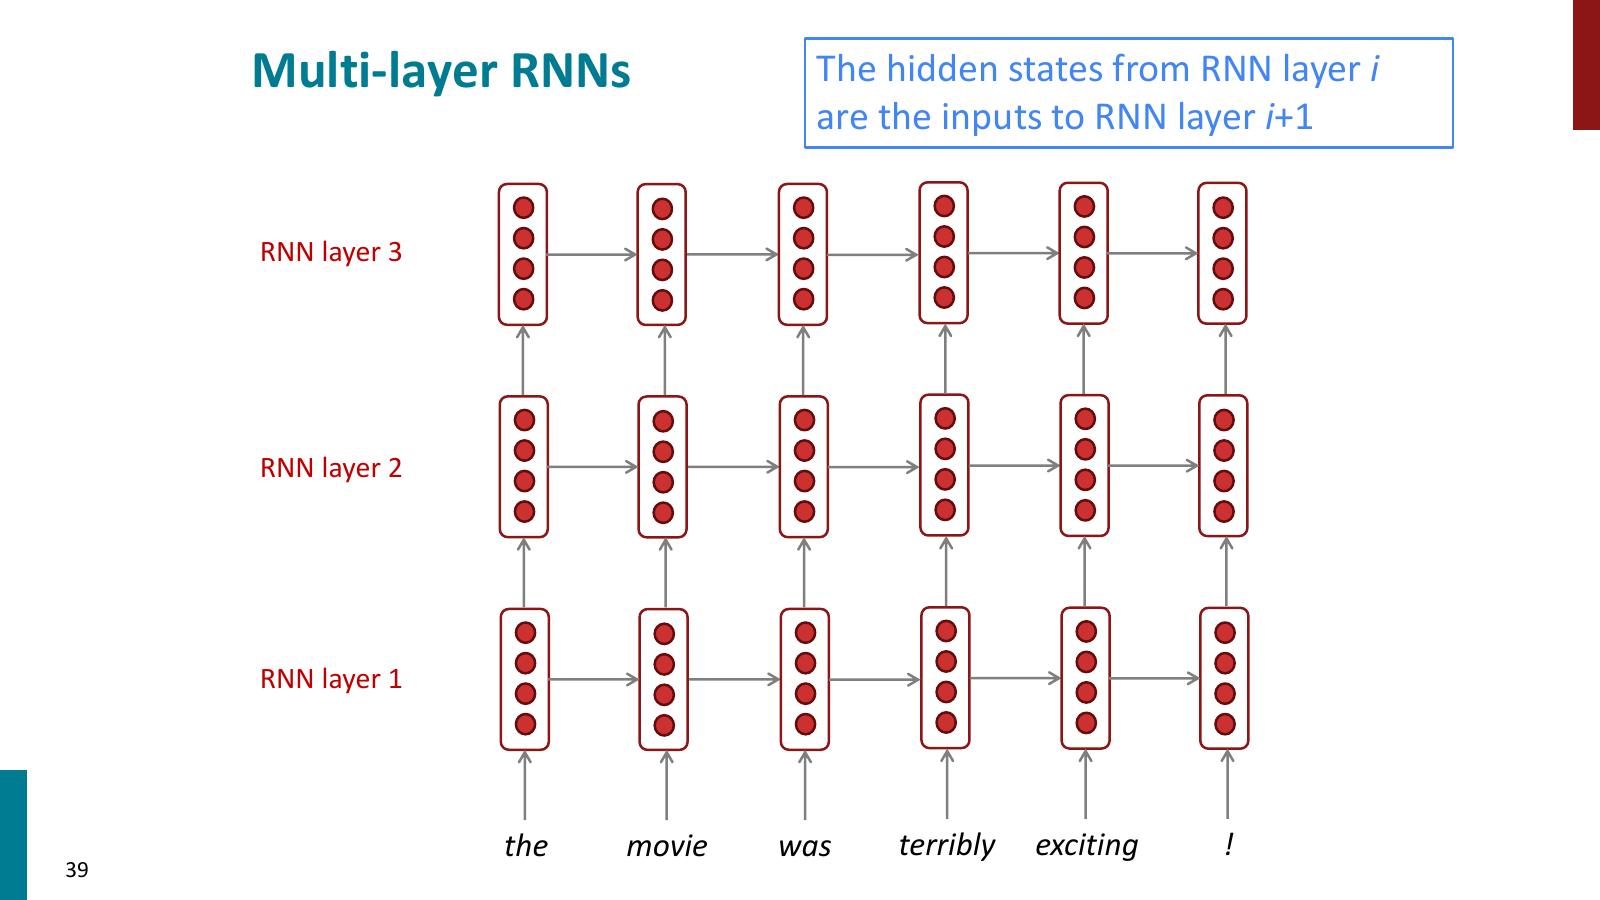 Multi-layer RNNs
The hidden states from RNN layer i
are the inputs to RNN layer i+1
RNN layer 3
RNN layer 2
RNN layer 1
the movie was terribly exciting !
39